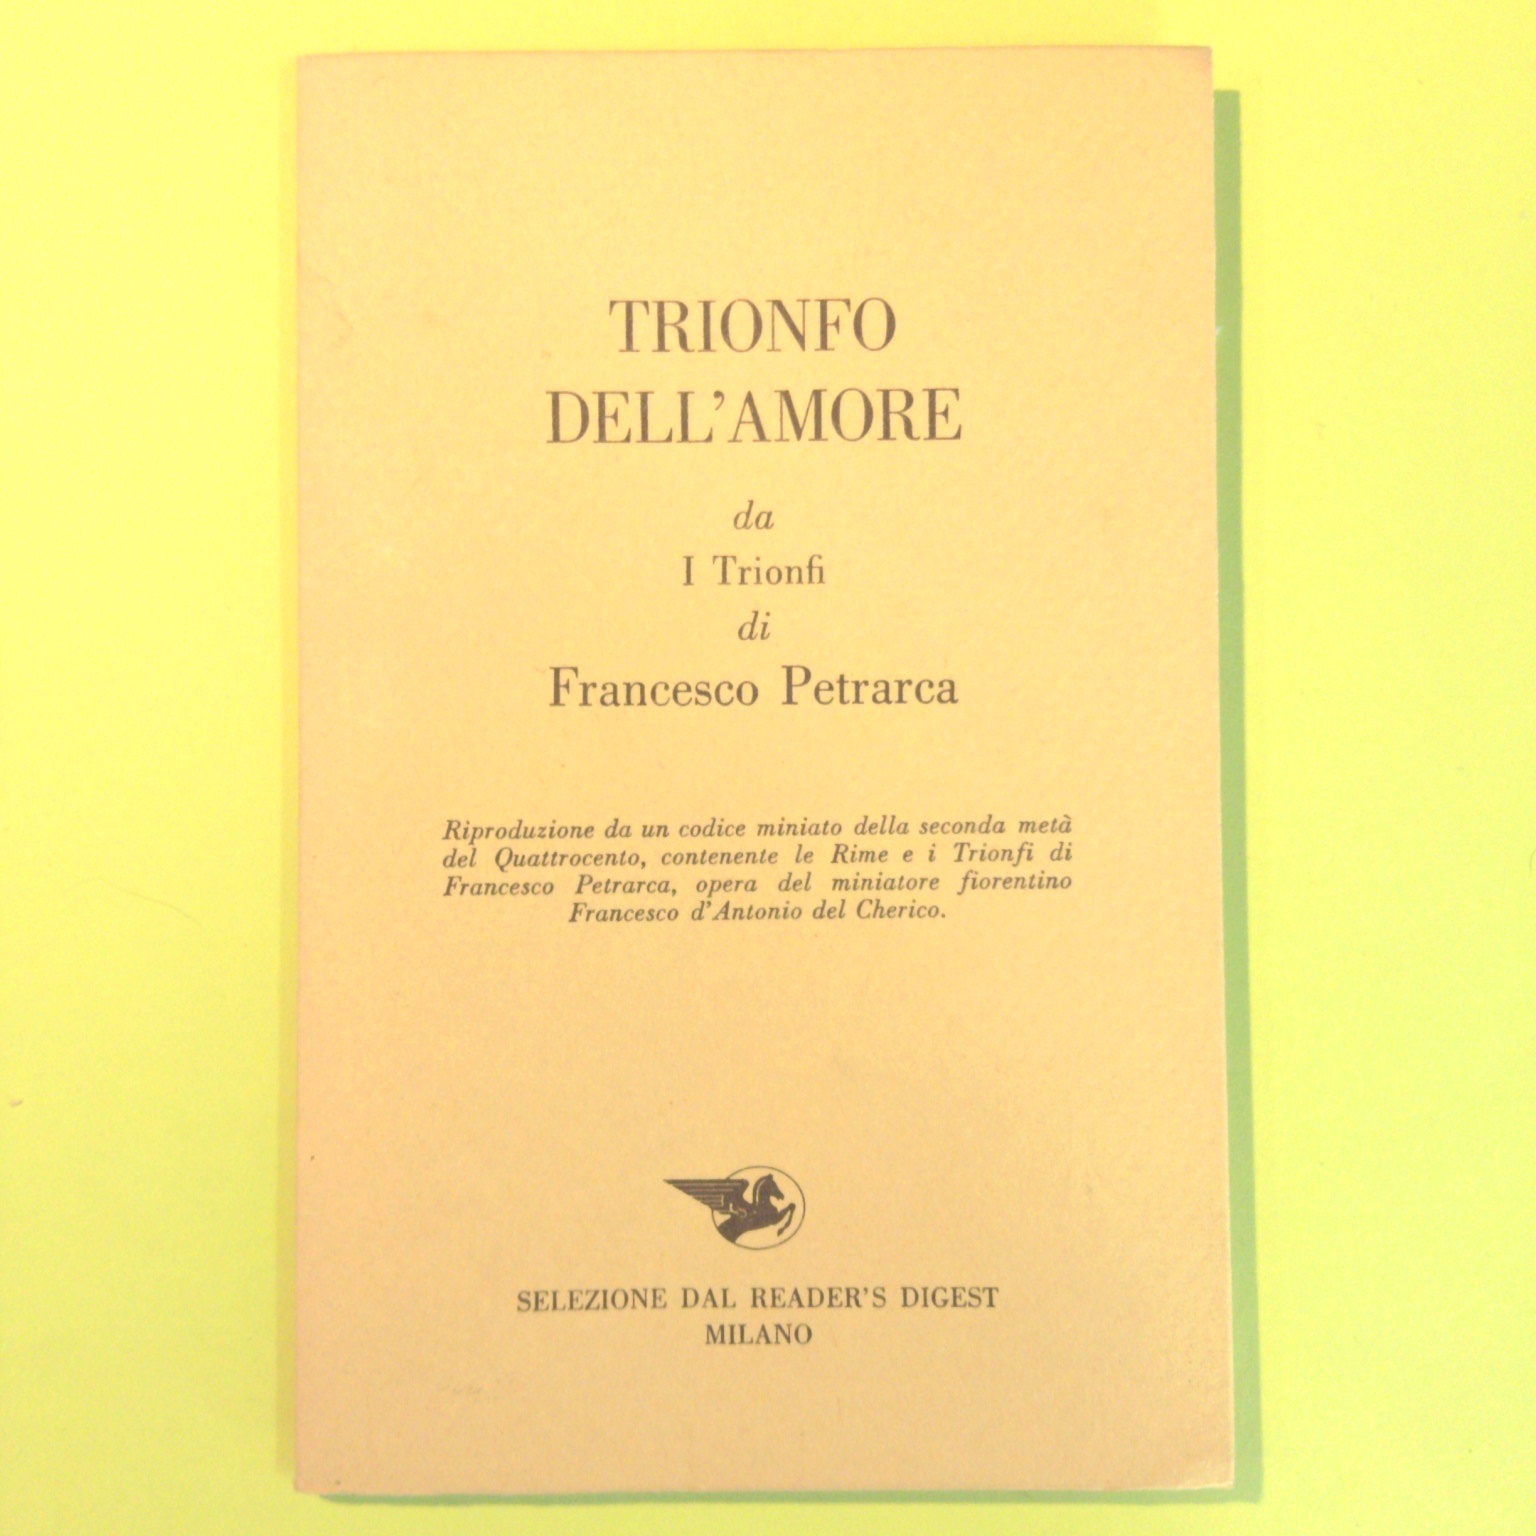 TRIONFO
DELL'AMORE
da
I Trionfi
di
Francesco Petrarca
Riproduzione da un codice miniato della seconda metà
del Quattrocento, contenente le Rime e i Trionfi di
Francesco Petrarca, opera del miniatore fiorentino
Francesco d'Antonio del Cherico.
SELEZIONE DAL READER'S DIGEST
MILANO